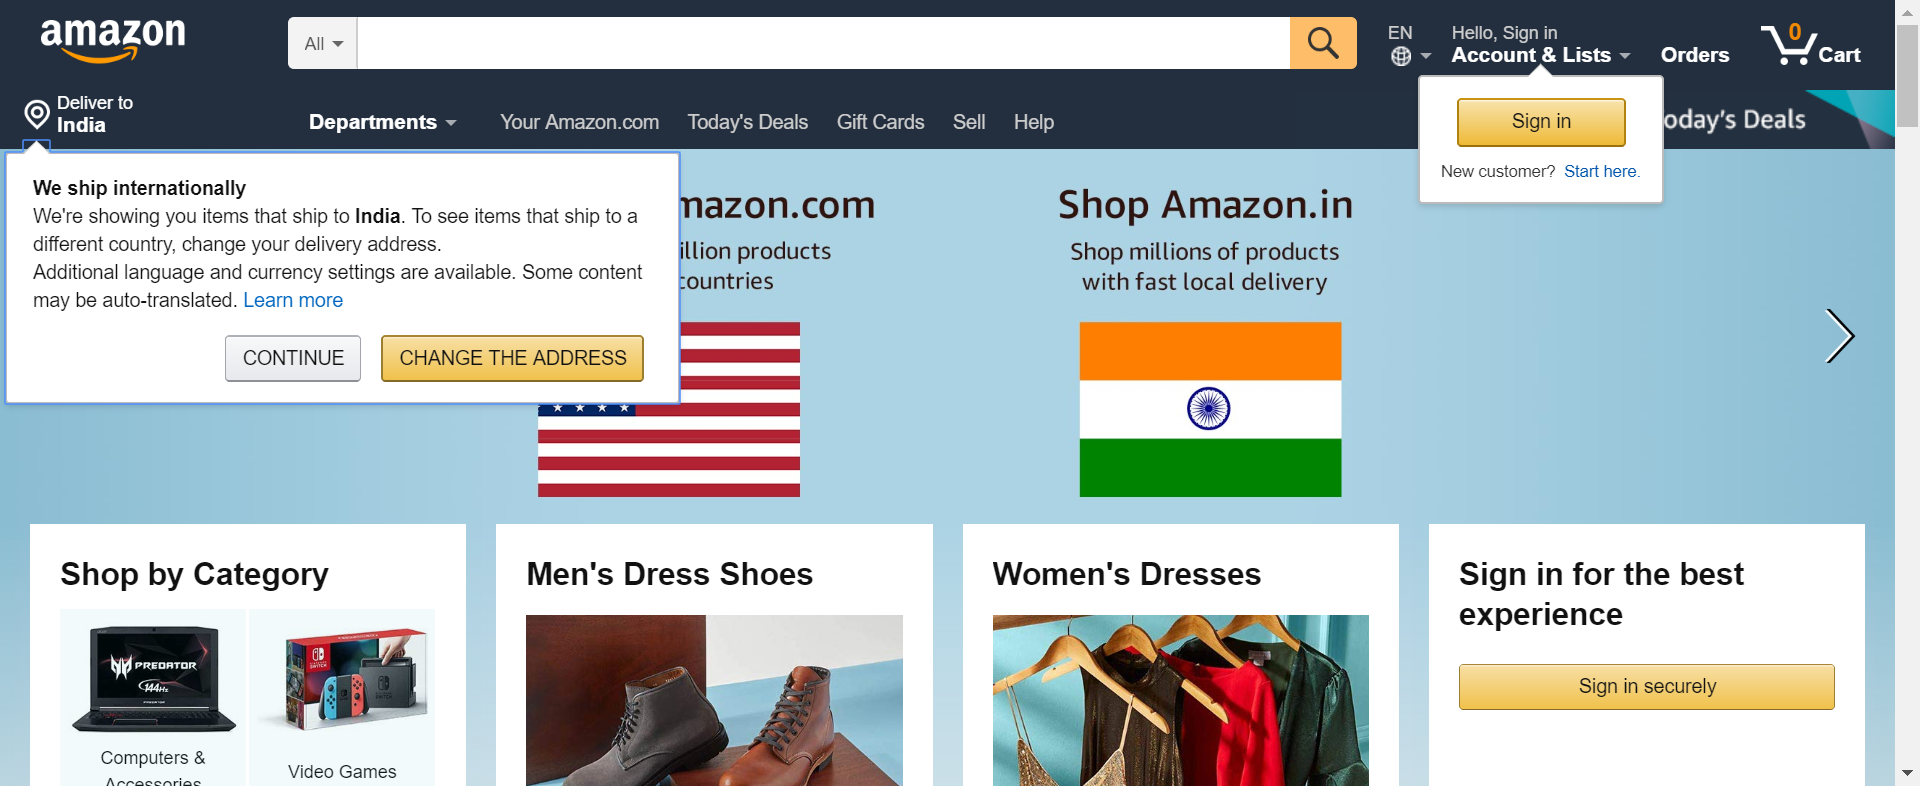 amazon
All
EN
Hello, Sign in
Account & Lists
Orders
0
Cart
Deliver to
India
Departments
Your Amazon.com
Today's Deals
Gift Cards
Sell
Help
Sign in
New customer? Start here.
oday's Deals
We ship internationally
We're showing you items that ship to India. To see items that ship to a
different country, change your delivery address.
Additional language and currency settings are available. Some content
may be auto-translated. Learn more
CONTINUE
CHANGE THE ADDRESS
mazon.com
illion products
countries
Shop Amazon.in
Shop millions of products
with fast local delivery
Shop by Category
PREDATOR
144Hz
Computers &
Accessories
Video Games
Men's Dress Shoes
Women's Dresses
Sign in for the best
experience
Sign in securely